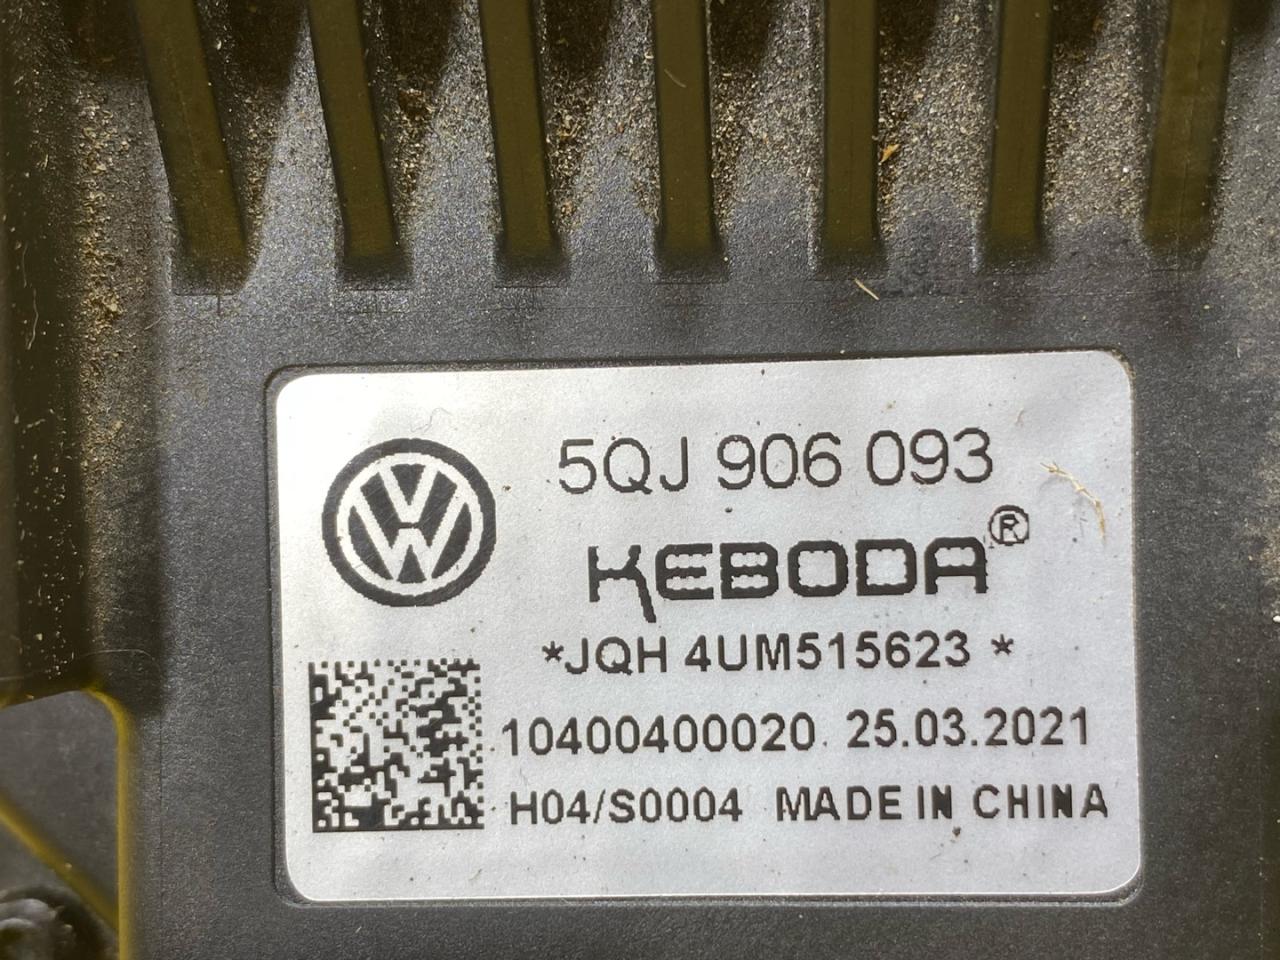 5QJ 906 093
KEBODA®
*JQH 4UM515623 *
10400400020 25.03.2021
H04/S0004 MADE IN CHINA